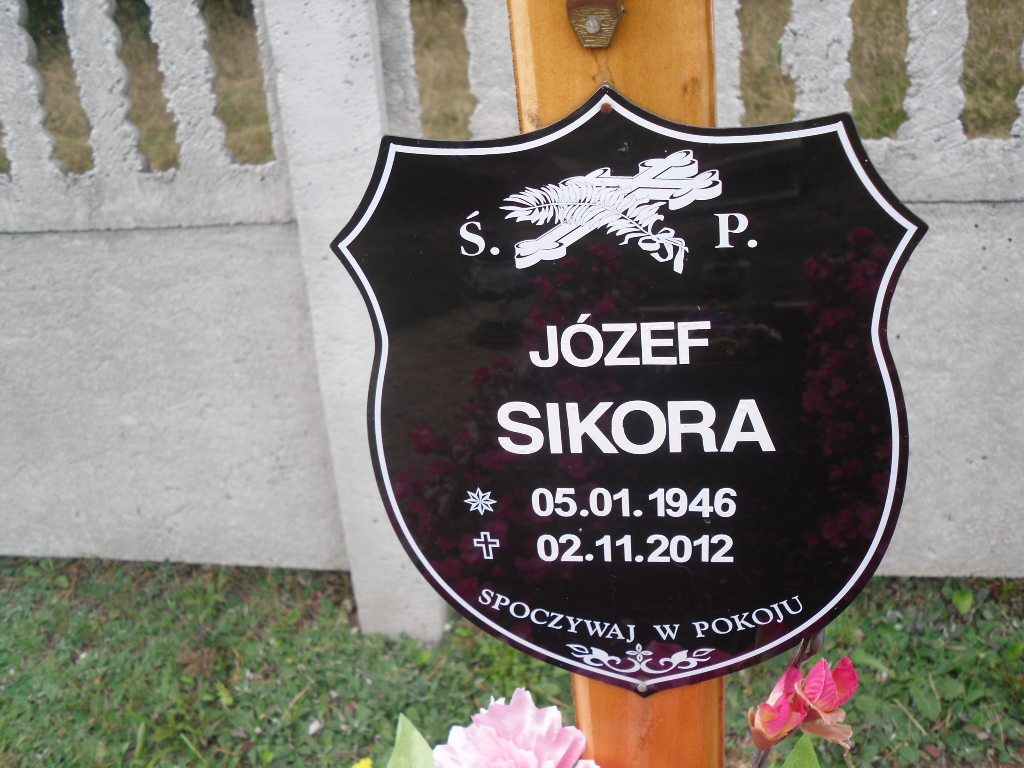 Ś. P.
JÓZEF
SIKORA
05.01.1946
02.11.2012
SPOCZYWAJ W POKOJU